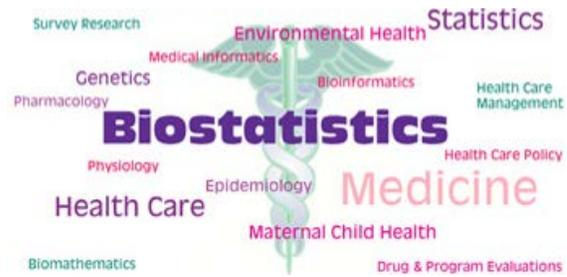 Survey Research
Environmental Health
Statistics
Medical Informatics
Genetics
Bioinformatics
Health Care
Management
Pharmacology
Biostatistics
Physiology
Health Care Policy
Epidemiology
Medicine
Health Care
Maternal Child Health
Biomathematics
Drug & Program Evaluations